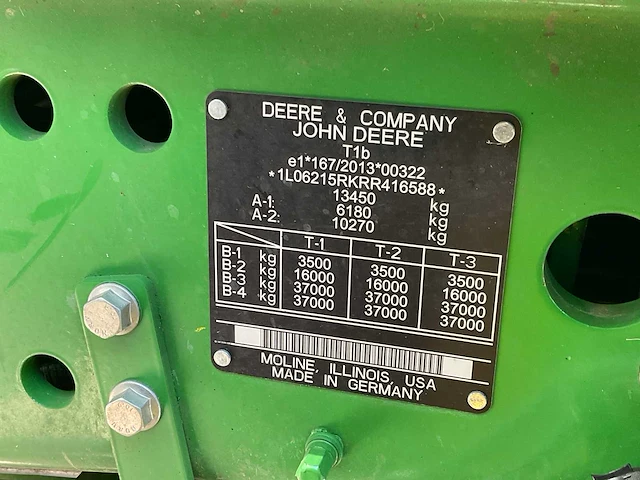 DEERE & COMPANY
JOHN DEERE
T1b
e1*167/2013*00322
*1L06215RKRR416588*
13450 kg
A-1: 6180 kg
A-2: 10270 kg
T-1 T-2 T-3
B-1 kg 3500 3500 3500
B-2 kg 16000 16000 16000
B-3 kg 37000 37000 37000
B-4 kg 37000 37000 37000
MOLINE, ILLINOIS, USA
MADE IN GERMANY